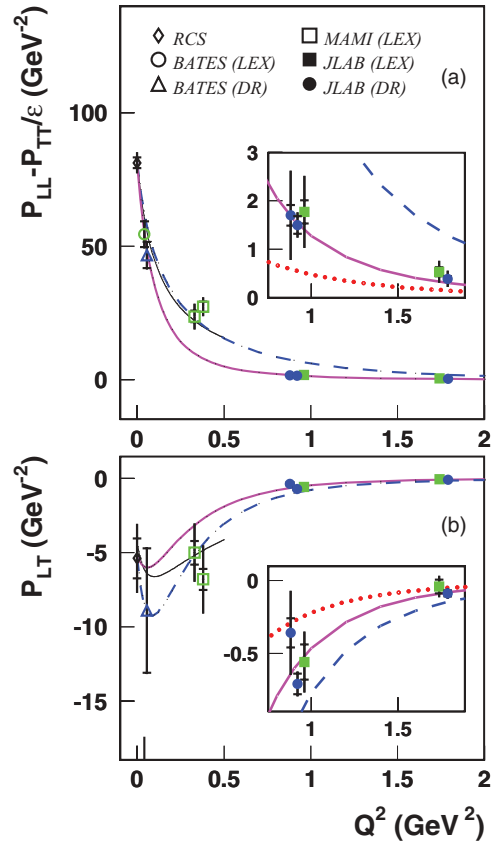 RCS
BATES (LEX)
BATES (DR)
MAMI (LEX)
JLAB (LEX)
JLAB (DR)
(a)
P_LL-P_TT/ε (GeV⁻²)
100
50
0
3
2
1
0
1
1.5
0
0.5
1
1.5
2
P_LT (GeV⁻²)
0
-5
-10
-15
(b)
0
-0.5
1
1.5
0
0.5
1
1.5
2
Q² (GeV²)